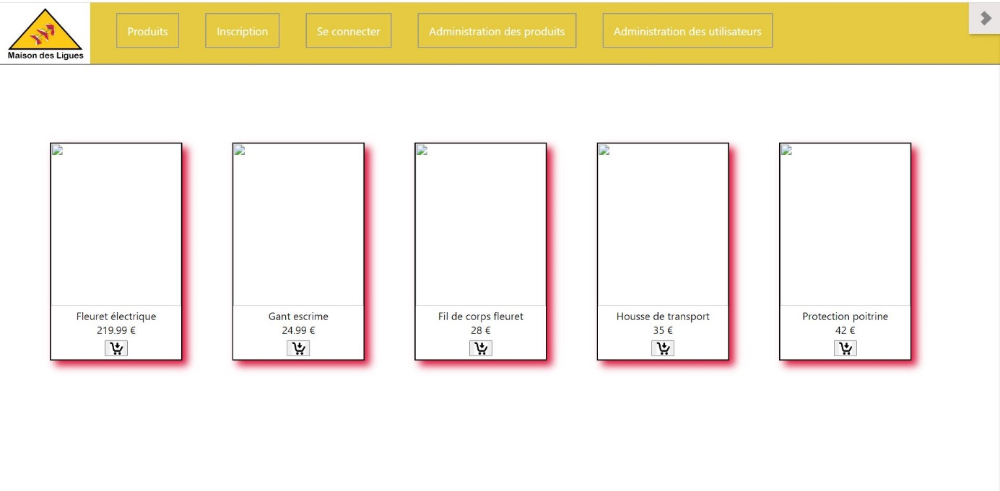 Maison des Ligues
Produits
Inscription
Se connecter
Administration des produits
Administration des utilisateurs
Fleuret électrique
219.99 €
Gant escrime
24.99 €
Fil de corps fleuret
28 €
Housse de transport
35 €
Protection poitrine
42 €